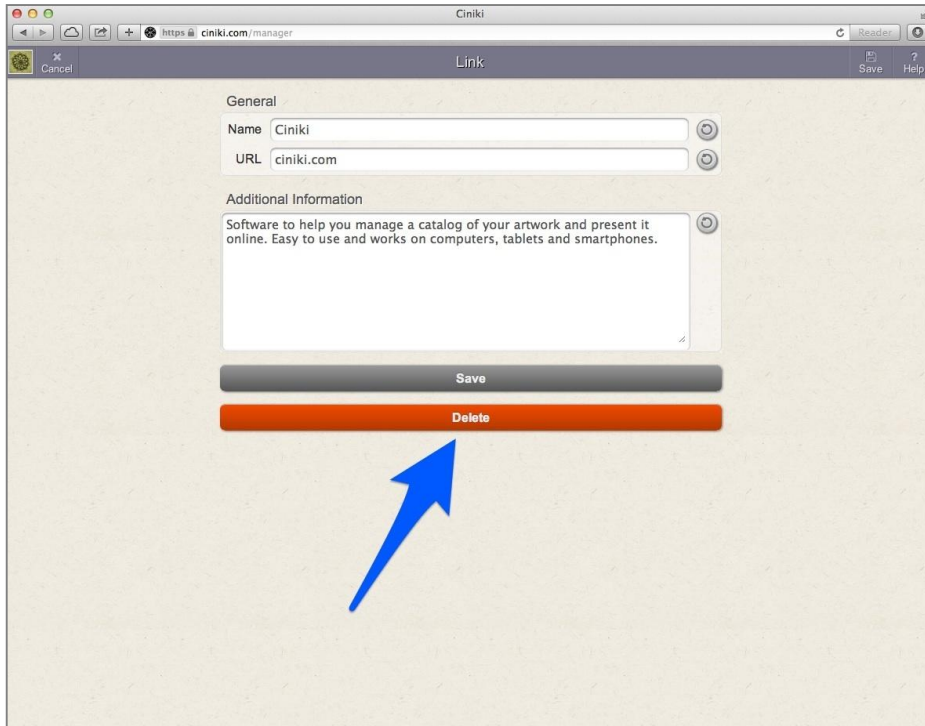 Ciniki
https ciniki.com/manager
Reader
Cancel
Link
Save
Help
General
Name Ciniki
URL ciniki.com
Additional Information
Software to help you manage a catalog of your artwork and present it
online. Easy to use and works on computers, tablets and smartphones.
Save
Delete